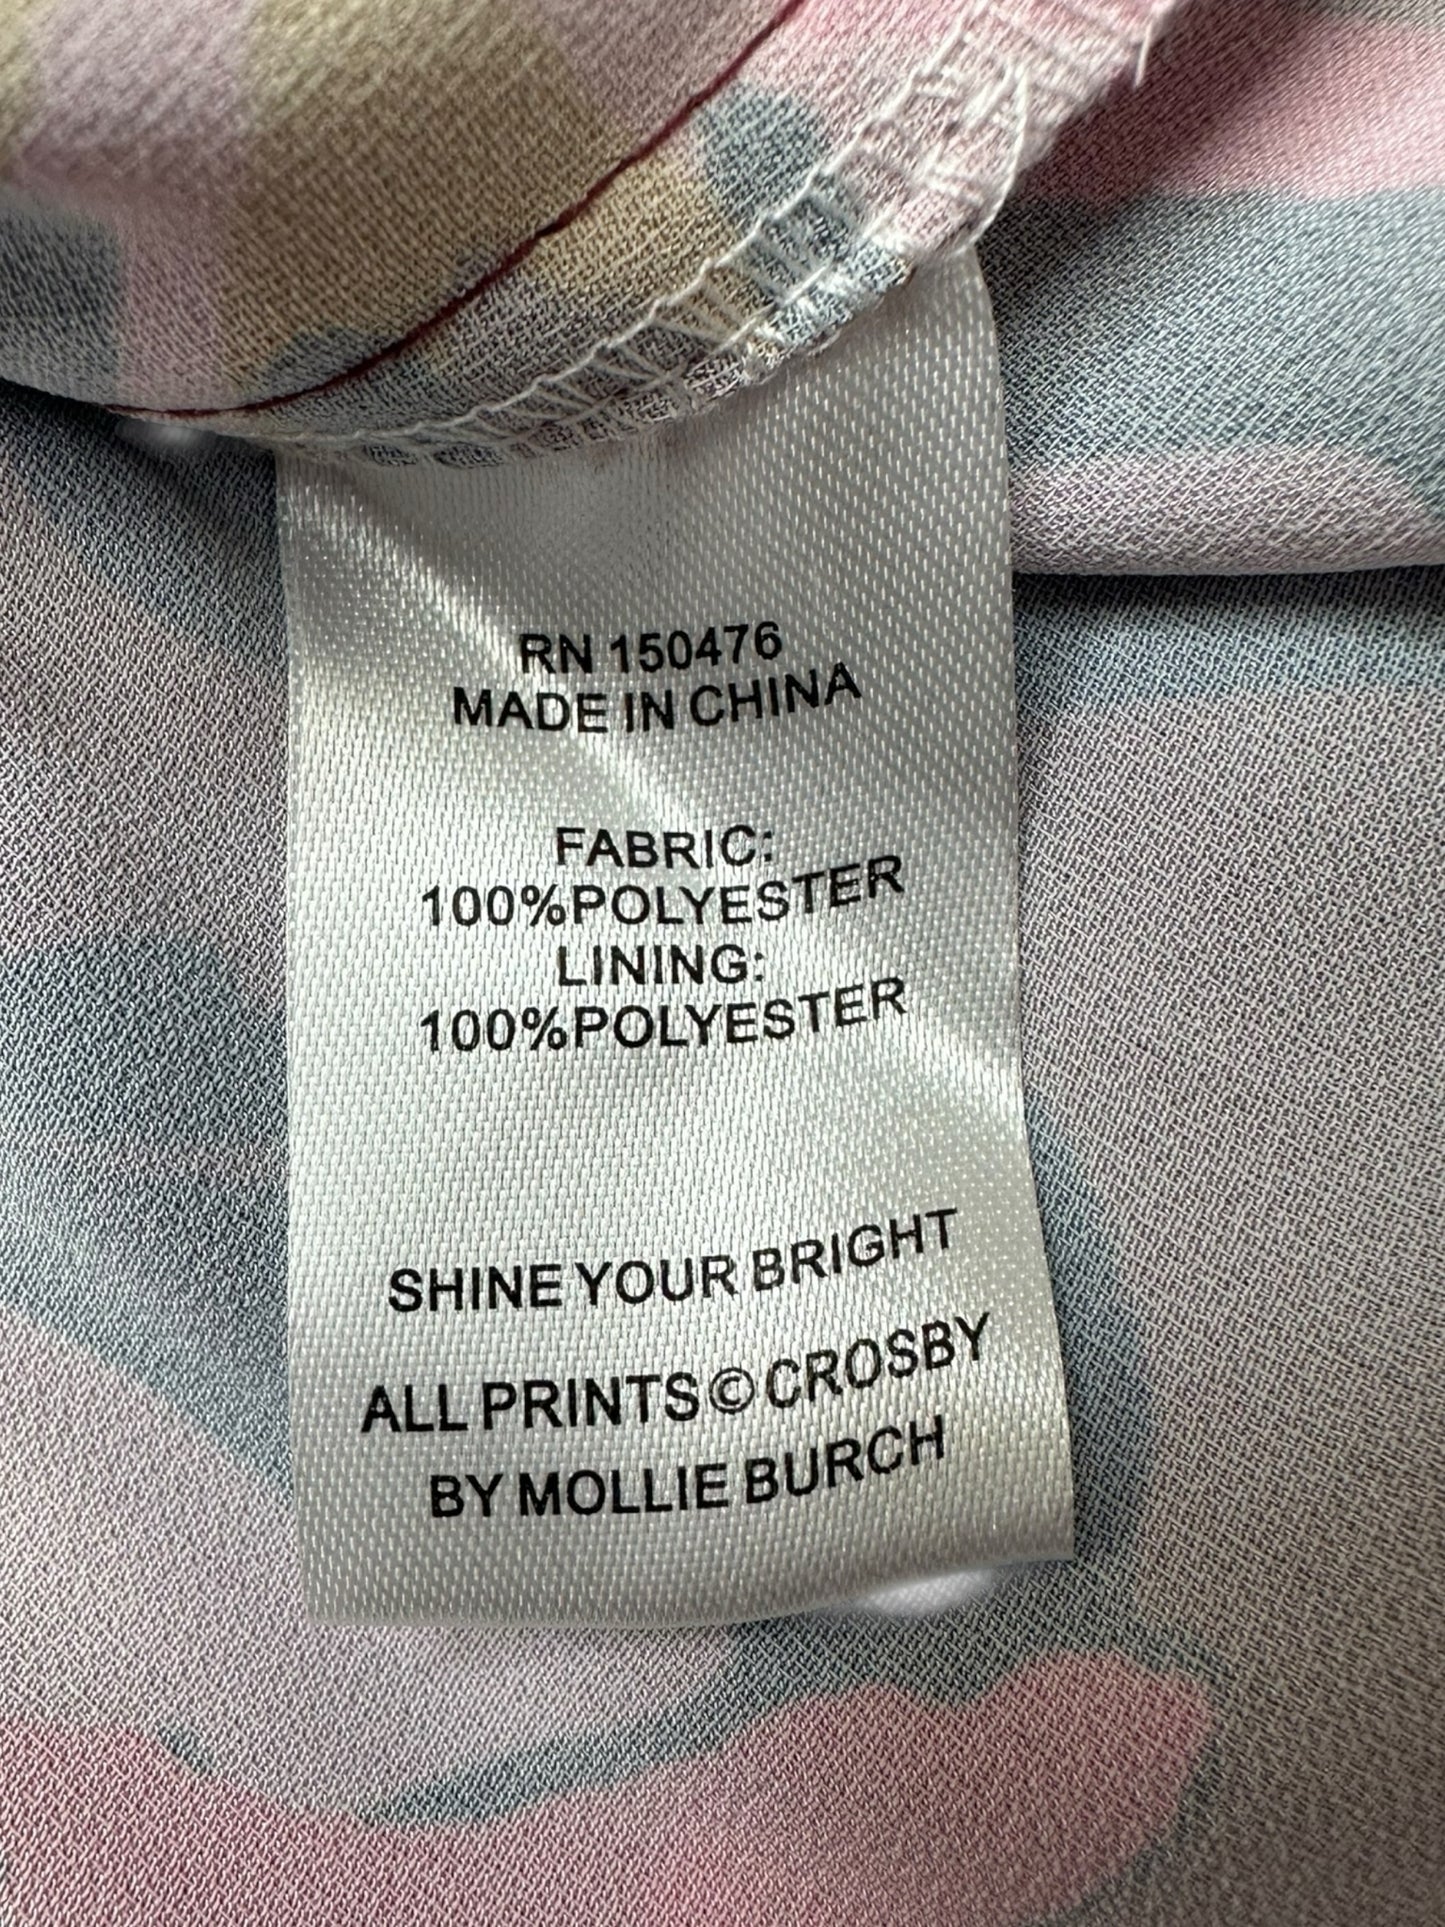 RN 150476
MADE IN CHINA
FABRIC:
100%POLYESTER
LINING:
100%POLYESTER
SHINE YOUR BRIGHT
ALL PRINTS © CROSBY
BY MOLLIE BURCH